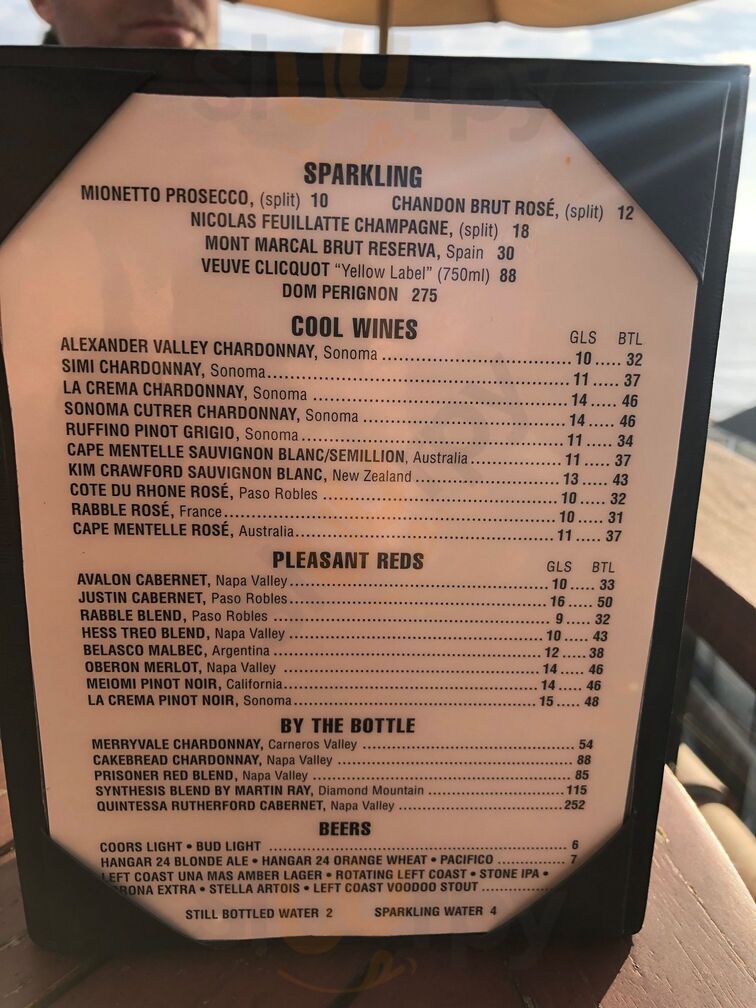 SPARKLING
MIONETTO PROSECCO, (split) 10 CHANDON BRUT ROSÉ, (split) 12
NICOLAS FEUILLATTE CHAMPAGNE, (split) 18
MONT MARCAL BRUT RESERVA, Spain 30
VEUVE CLICQUOT "Yellow Label" (750ml) 88
DOM PERIGNON 275
COOL WINES GLS BTL
ALEXANDER VALLEY CHARDONNAY, Sonoma ........ 10 ..... 32
SIMI CHARDONNAY, Sonoma ........ 11 ..... 37
LA CREMA CHARDONNAY, Sonoma ........ 14 ..... 46
SONOMA CUTRER CHARDONNAY, Sonoma ........ 14 ..... 46
RUFFINO PINOT GRIGIO, Sonoma ........ 11 ..... 34
CAPE MENTELLE SAUVIGNON BLANC/SEMILLION, Australia ........ 11 ..... 37
KIM CRAWFORD SAUVIGNON BLANC, New Zealand ........ 13 ..... 43
COTE DU RHONE ROSÉ, Paso Robles ........ 10 ..... 32
RABBLE ROSÉ, France ........ 10 ..... 31
CAPE MENTELLE ROSÉ, Australia ........ 11 ..... 37
PLEASANT REDS GLS BTL
AVALON CABERNET, Napa Valley ........ 10 ..... 33
JUSTIN CABERNET, Paso Robles ........ 16 ..... 50
RABBLE BLEND, Paso Robles ........ 9 ..... 32
HESS TREO BLEND, Napa Valley ........ 10 ..... 43
BELASCO MALBEC, Argentina ........ 12 ..... 38
OBERON MERLOT, Napa Valley ........ 14 ..... 46
MEIOMI PINOT NOIR, California ........ 14 ..... 46
LA CREMA PINOT NOIR, Sonoma ........ 15 ..... 48
BY THE BOTTLE
MERRYVALE CHARDONNAY, Carneros Valley ........ 54
CAKEBREAD CHARDONNAY, Napa Valley ........ 88
PRISONER RED BLEND, Napa Valley ........ 85
SYNTHESIS BLEND BY MARTIN RAY, Diamond Mountain ........ 115
QUINTESSA RUTHERFORD CABERNET, Napa Valley ........ 252
BEERS
COORS LIGHT • BUD LIGHT ........ 6
HANGAR 24 BLONDE ALE • HANGAR 24 ORANGE WHEAT • PACIFICO ........ 7
LEFT COAST UNA MAS AMBER LAGER • ROTATING LEFT COAST • STONE IPA •
EXTRA • STELLA ARTOIS • LEFT COAST VOODOO STOUT ........
STILL BOTTLED WATER 2 SPARKLING WATER 4